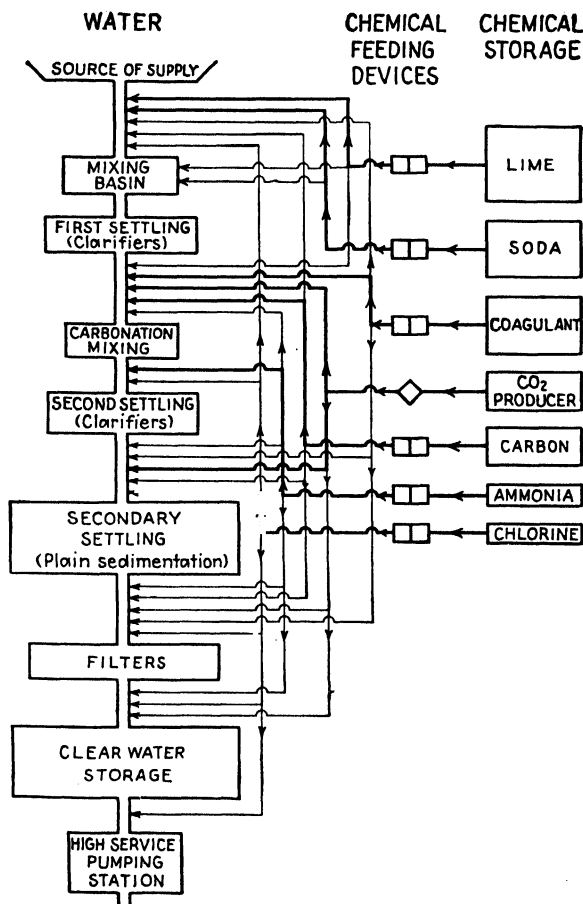 WATER
CHEMICAL
FEEDING
DEVICES
CHEMICAL
STORAGE
SOURCE OF SUPPLY
MIXING
BASIN
LIME
FIRST SETTLING
(Clarifiers)
SODA
COAGULANT
CARBONATION
MIXING
CO2
PRODUCER
SECOND SETTLING
(Clarifiers)
CARBON
AMMONIA
SECONDARY
SETTLING
(Plain sedimentation)
CHLORINE
FILTERS
CLEAR WATER
STORAGE
HIGH SERVICE
PUMPING
STATION